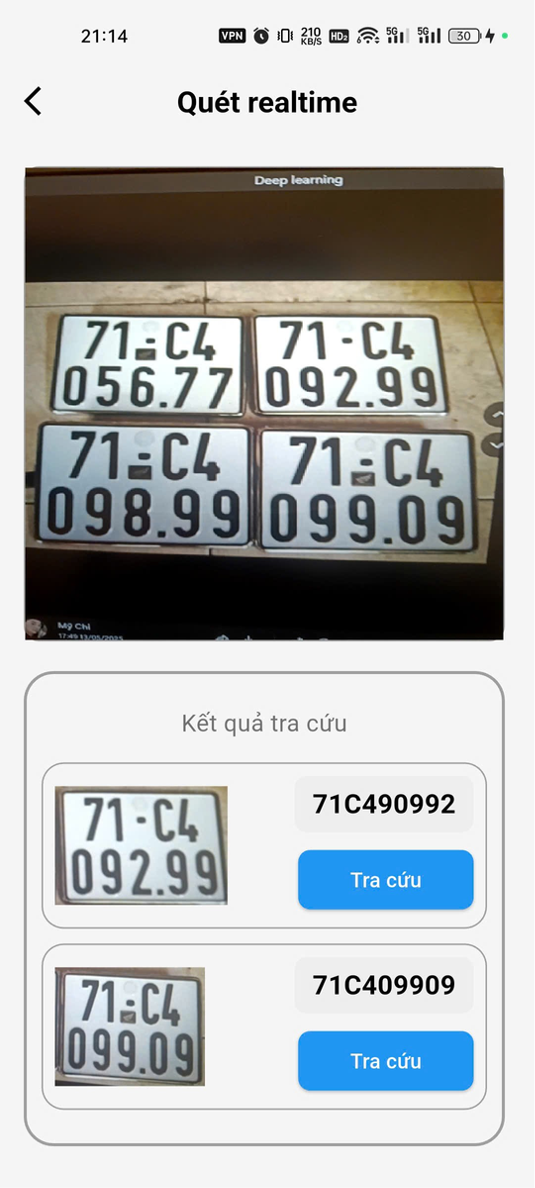 21:14
VPN
210
KB/S
HD2
5G
5G
30
Quét realtime
Deep learning
71-C4
056.77
71-C4
092.99
71-C4
098.99
71-C4
099.09
Mỹ Chi
17:49 13/05/2025
Kết quả tra cứu
71-C4
092.99
71C490992
Tra cứu
71-C4
099.09
71C409909
Tra cứu